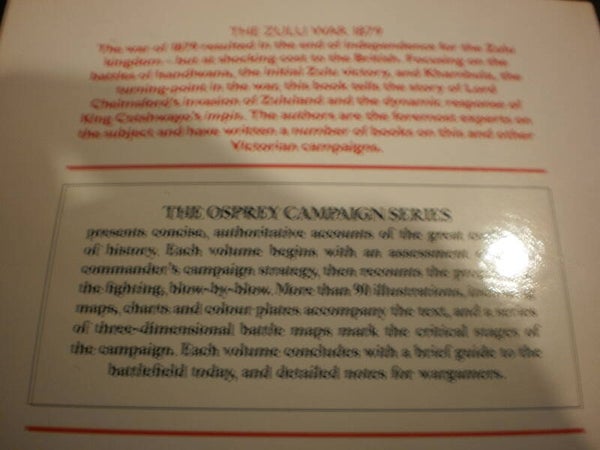 THE ZULU WAR 1879
The war of 1879 resulted in the end of independence for the Zulu
kingdom - but at shocking cost to the British. Focusing on the
battles of Isandlwana, the initial Zulu victory, and Khambula, the
turning-point in the war, this book tells the story of Lord
Chelmsford's invasion of Zululand and the dynamic response of
King Cetshwayo's impis. The authors are the foremost experts on
the subject and have written a number of books on this and other
Victorian campaigns.
THE OSPREY CAMPAIGN SERIES
presents concise, authoritative accounts of the great
of history. Each volume begins with an assessment
commander's campaign strategy, then recounts the
the fighting, blow-by-blow. More than 90 illustrations,
maps, charts and colour plates accompany the text, and a series
of three-dimensional battle maps mark the critical stages of
the campaign. Each volume concludes with a brief guide to the
battlefield today, and detailed notes for wargamers.